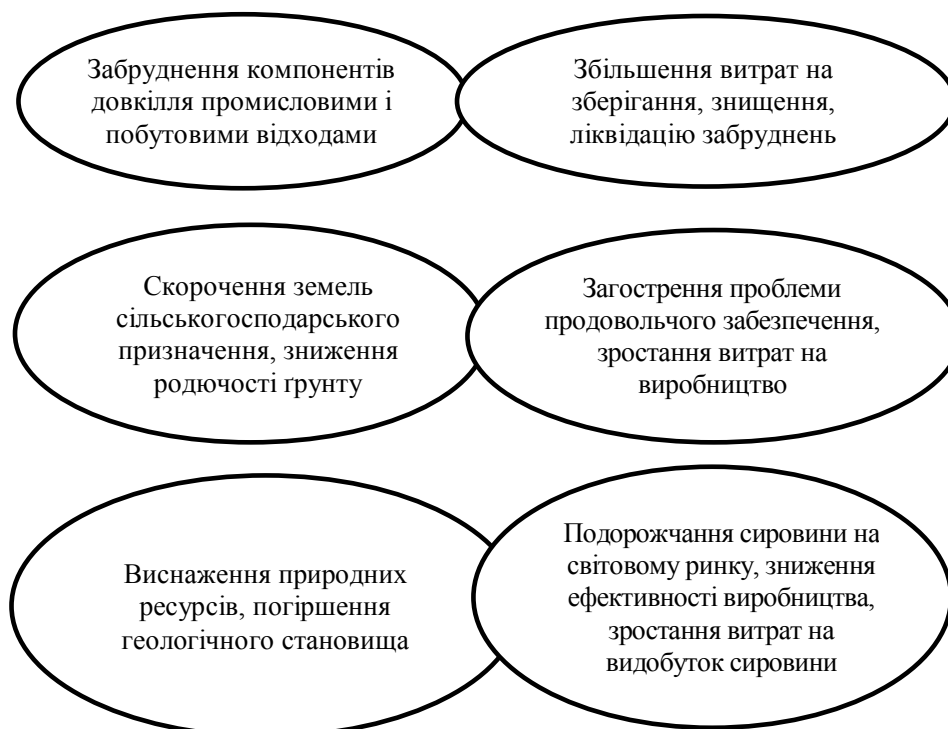 Забруднення компонентів
довкілля промисловими і
побутовими відходами
Збільшення витрат на
зберігання, знищення,
ліквідацію забруднень
Скорочення земель
сільськогосподарського
призначення, зниження
родючості ґрунту
Загострення проблеми
продовольчого забезпечення,
зростання витрат на
виробництво
Виснаження природних
ресурсів, погіршення
геологічного становища
Подорожчання сировини на
світовому ринку, зниження
ефективності виробництва,
зростання витрат на
видобуток сировини